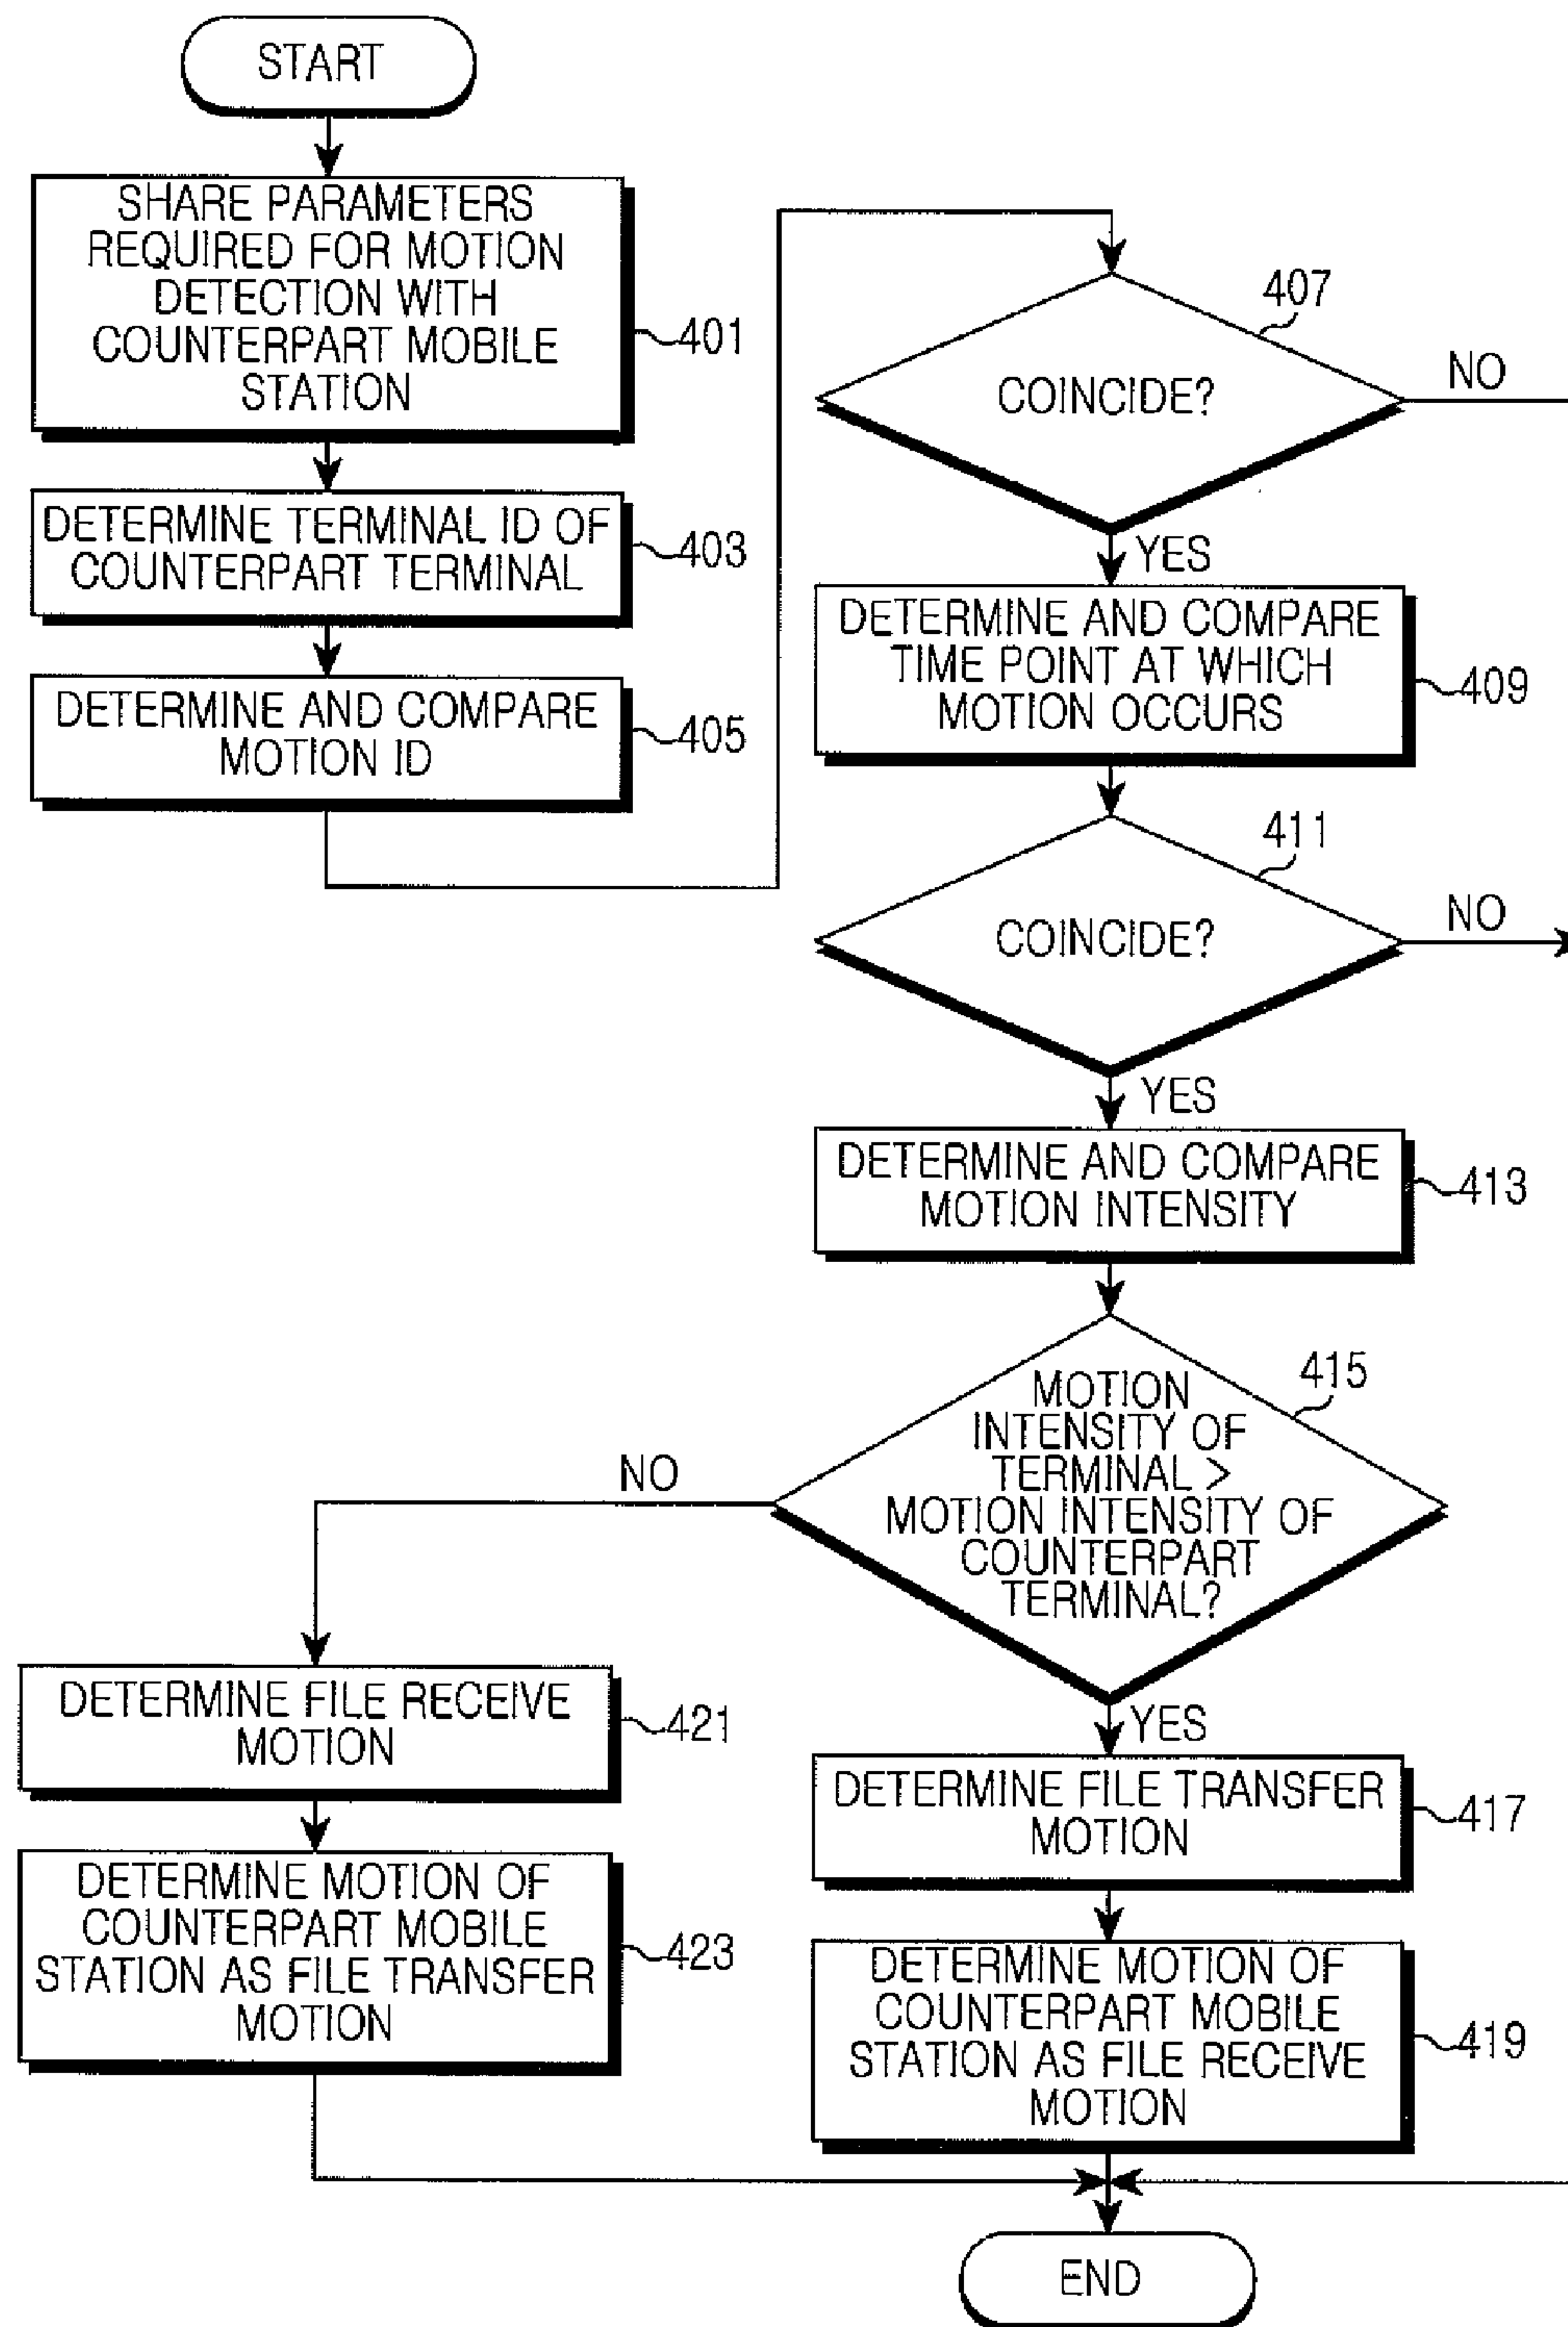 START
SHARE PARAMETERS
REQUIRED FOR MOTION
DETECTION WITH
COUNTERPART MOBILE
STATION
401
DETERMINE TERMINAL ID OF
COUNTERPART TERMINAL
403
DETERMINE AND COMPARE
MOTION ID
405
407
COINCIDE?
NO
YES
DETERMINE AND COMPARE
TIME POINT AT WHICH
MOTION OCCURS
409
411
COINCIDE?
NO
YES
DETERMINE AND COMPARE
MOTION INTENSITY
413
415
MOTION
INTENSITY OF
TERMINAL >
MOTION INTENSITY OF
COUNTERPART
TERMINAL?
NO
YES
DETERMINE FILE RECEIVE
MOTION
421
DETERMINE MOTION OF
COUNTERPART MOBILE
STATION AS FILE TRANSFER
MOTION
423
DETERMINE FILE TRANSFER
MOTION
417
DETERMINE MOTION OF
COUNTERPART MOBILE
STATION AS FILE RECEIVE
MOTION
419
END